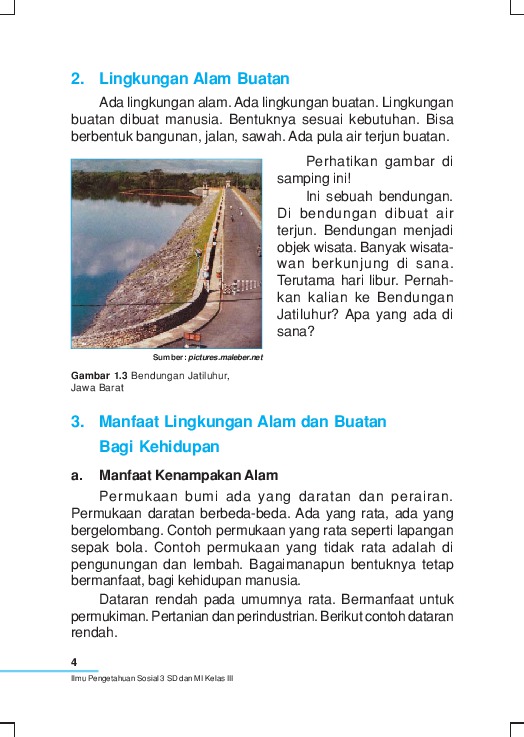 2. Lingkungan Alam Buatan
Ada lingkungan alam. Ada lingkungan buatan. Lingkungan
buatan dibuat manusia. Bentuknya sesuai kebutuhan. Bisa
berbentuk bangunan, jalan, sawah. Ada pula air terjun buatan.
Perhatikan gambar di
samping ini!
Ini sebuah bendungan.
Di bendungan dibuat air
terjun. Bendungan menjadi
objek wisata. Banyak wisata-
wan berkunjung di sana.
Terutama hari libur. Pernah-
kan kalian ke Bendungan
Jatiluhur? Apa yang ada di
sana?
Sumber: pictures.maleber.net
Gambar 1.3 Bendungan Jatiluhur,
Jawa Barat
3. Manfaat Lingkungan Alam dan Buatan
Bagi Kehidupan
a. Manfaat Kenampakan Alam
Permukaan bumi ada yang daratan dan perairan.
Permukaan daratan berbeda-beda. Ada yang rata, ada yang
bergelombang. Contoh permukaan yang rata seperti lapangan
sepak bola. Contoh permukaan yang tidak rata adalah di
pengunungan dan lembah. Bagaimanapun bentuknya tetap
bermanfaat, bagi kehidupan manusia.
Dataran rendah pada umumnya rata. Bermanfaat untuk
permukiman. Pertanian dan perindustrian. Berikut contoh dataran
rendah.
4
Ilmu Pengetahuan Sosial 3 SD dan MI Kelas III